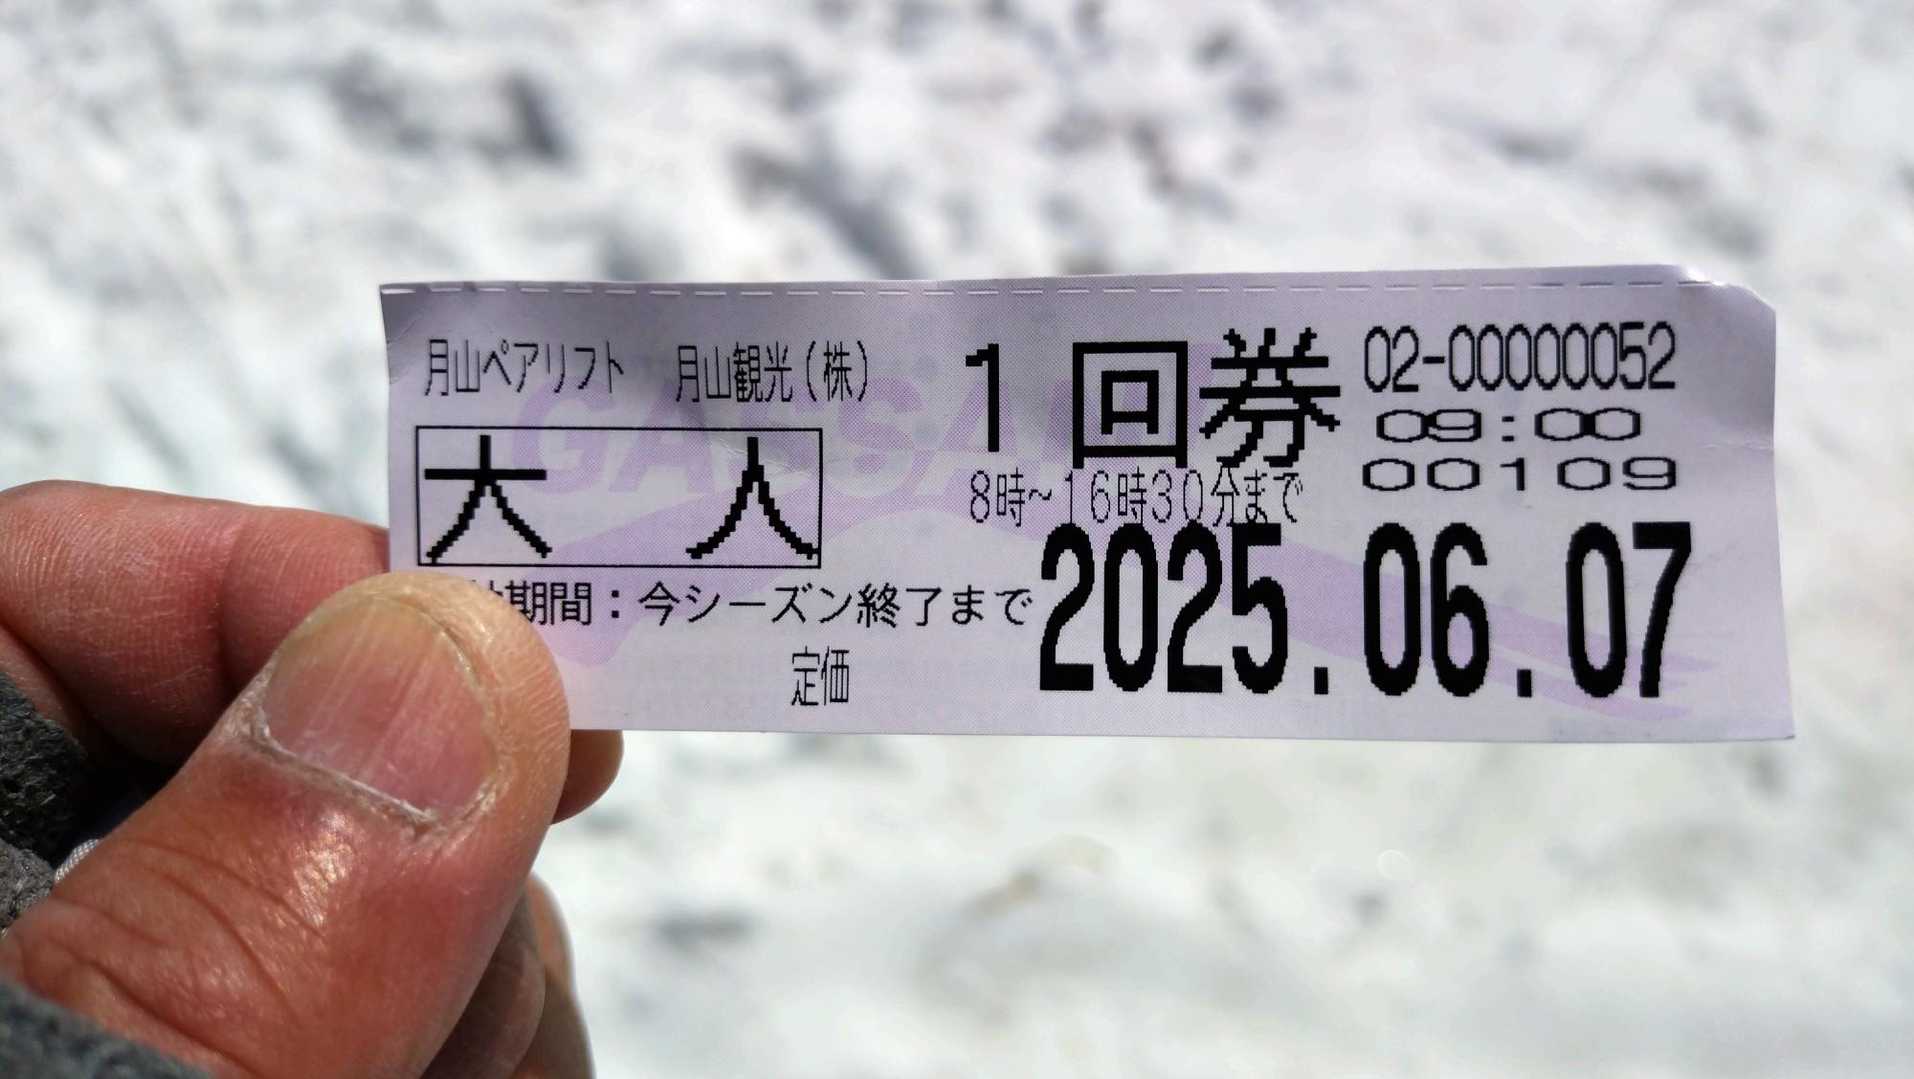 月山ペアリフト 月山観光(株)
1回券
02-00000052
09:00
00109
GASSAN
大人
8時~16時30分まで
2025.06.07
期間:今シーズン終了まで
定価